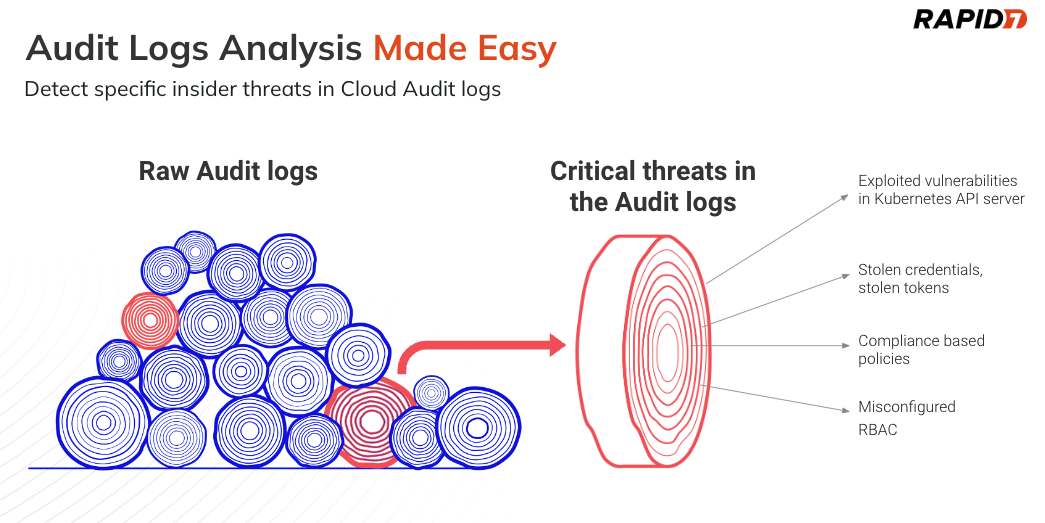 RAPID7
Audit Logs Analysis Made Easy
Detect specific insider threats in Cloud Audit logs
Raw Audit logs
Critical threats in
the Audit logs
Exploited vulnerabilities
in Kubernetes API server
Stolen credentials,
stolen tokens
Compliance based
policies
Misconfigured
RBAC